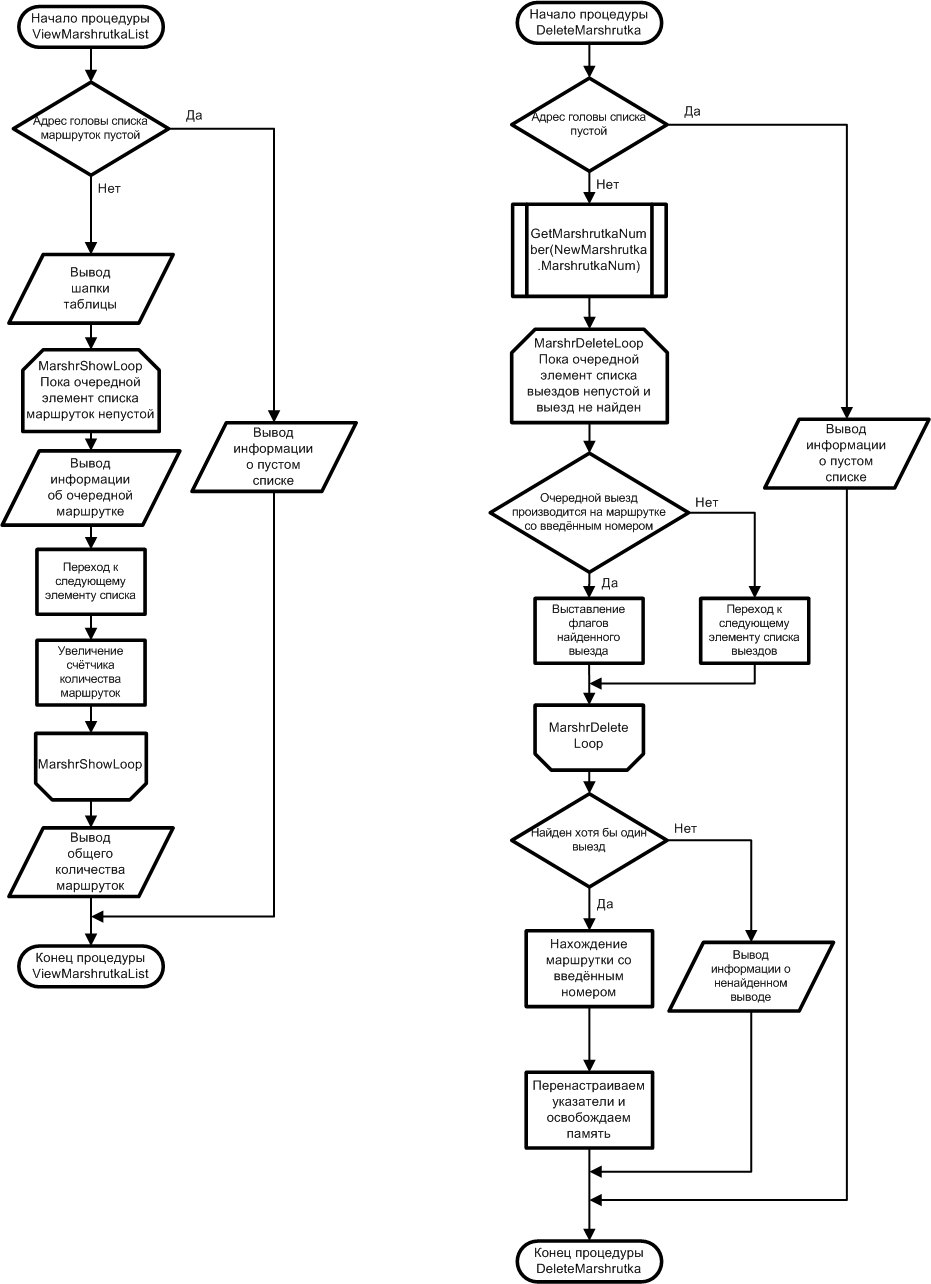 Начало процедуры
ViewMarshrutkaList
Адрес головы списка
маршруток пустой
Да
Нет
Вывод
шапки
таблицы
MarshrShowLoop
Пока очередной
элемент списка
маршруток непустой
Вывод
информации
о пустом
списке
Вывод
информации
об очередной
маршрутке
Переход к
следующему
элементу списка
Увеличение
счётчика
количества
маршруток
MarshrShowLoop
Вывод
общего
количества
маршруток
Конец процедуры
ViewMarshrutkaList
Начало процедуры
DeleteMarshrutka
Адрес головы списка
пустой
Да
Нет
GetMarshrutkaNum
ber(NewMarshrutka
.MarshrutkaNum)
MarshrDeleteLoop
Пока очередной
элемент списка
выездов непустой и
выезд не найден
Вывод
информации
о пустом
списке
Очередной выезд
производится на маршрутке
со введённым номером
Нет
Да
Выставление
флагов
найденного
выезда
Переход к
следующему
элементу списка
выездов
MarshrDelete
Loop
Найден хотя бы один
выезд
Нет
Да
Нахождение
маршрутки со
введённым
номером
Вывод
информации о
ненайденном
выводе
Перенастраиваем
указатели и
освобождаем
память
Конец процедуры
DeleteMarshrutka